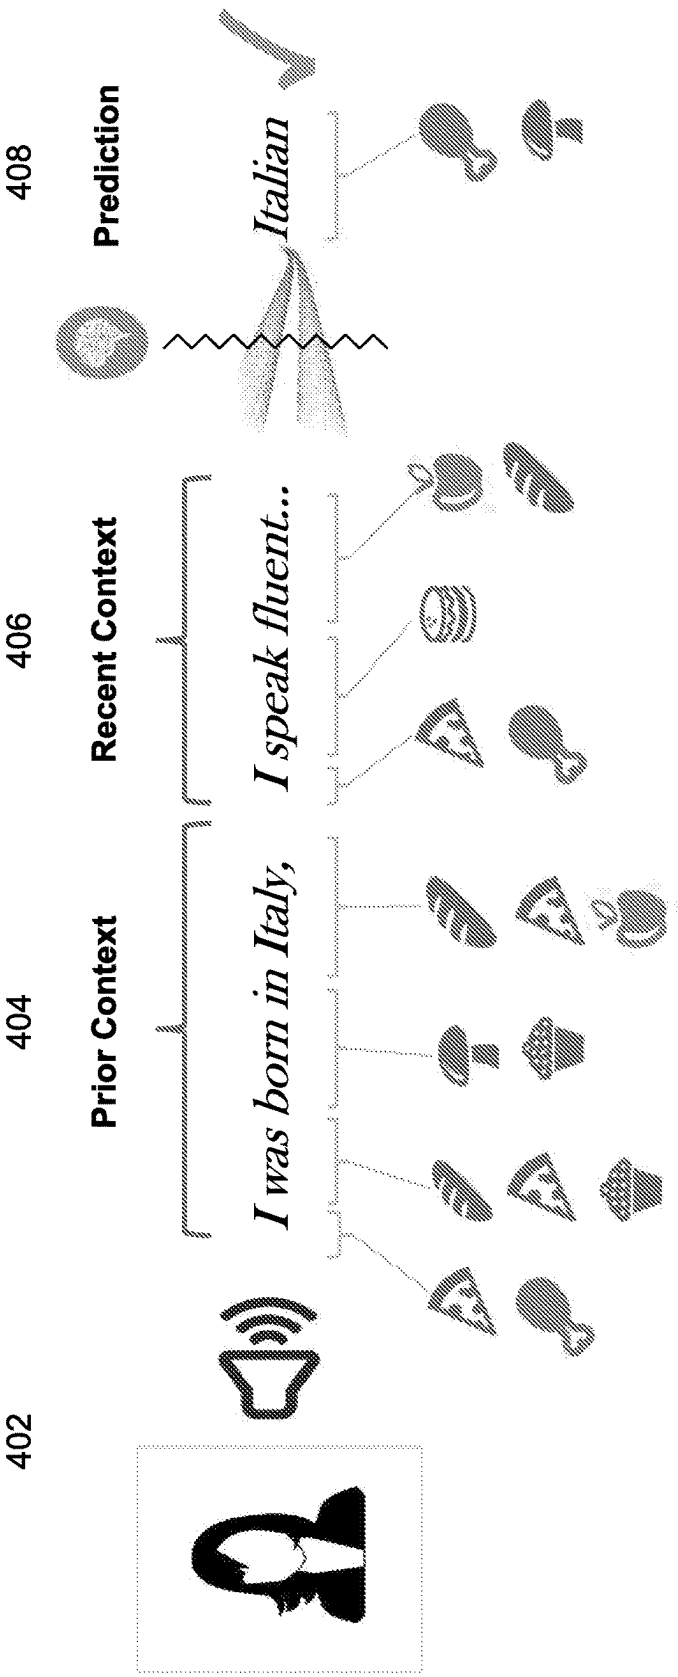 402 404 406 408
Prior Context Recent Context Prediction
I was born in Italy, I speak fluent... Italian